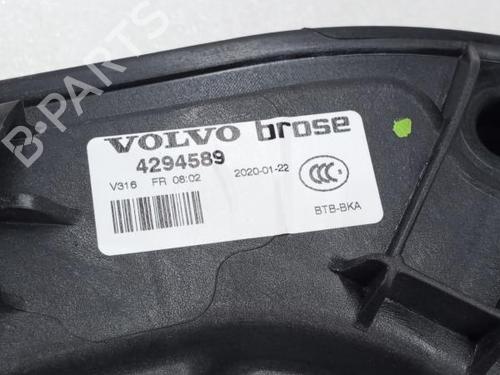 VOLVO brose
4294589
V316 FR 08:02 2020-01-22
CCC
BTB-BKA
B-PARTS